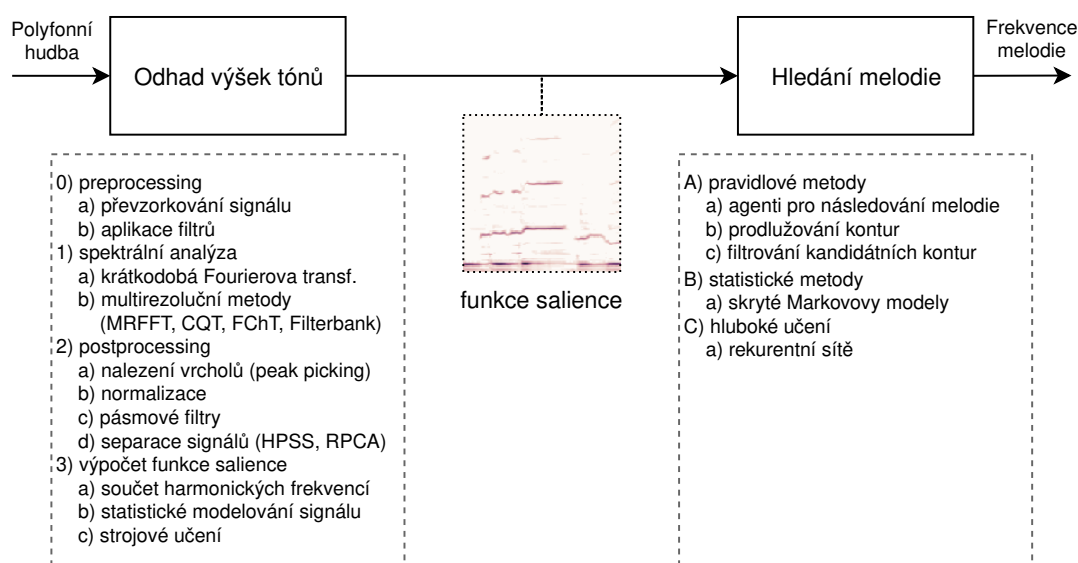 Polyfonní
hudba
Odhad výšek tónů
Hledání melodie
Frekvence
melodie
funkce salience
0) preprocessing
a) převzorkování signálu
b) aplikace filtrů
1) spektrální analýza
a) krátkodobá Fourierova transf.
b) multirezoluční metody
(MRFFT, CQT, FChT, Filterbank)
2) postprocessing
a) nalezení vrcholů (peak picking)
b) normalizace
c) pásmové filtry
d) separace signálů (HPSS, RPCA)
3) výpočet funkce salience
a) součet harmonických frekvencí
b) statistické modelování signálu
c) strojové učení
A) pravidlové metody
a) agenti pro následování melodie
b) prodlužování kontur
c) filtrování kandidátních kontur
B) statistické metody
a) skryté Markovovy modely
C) hluboké učení
a) rekurentní sítě